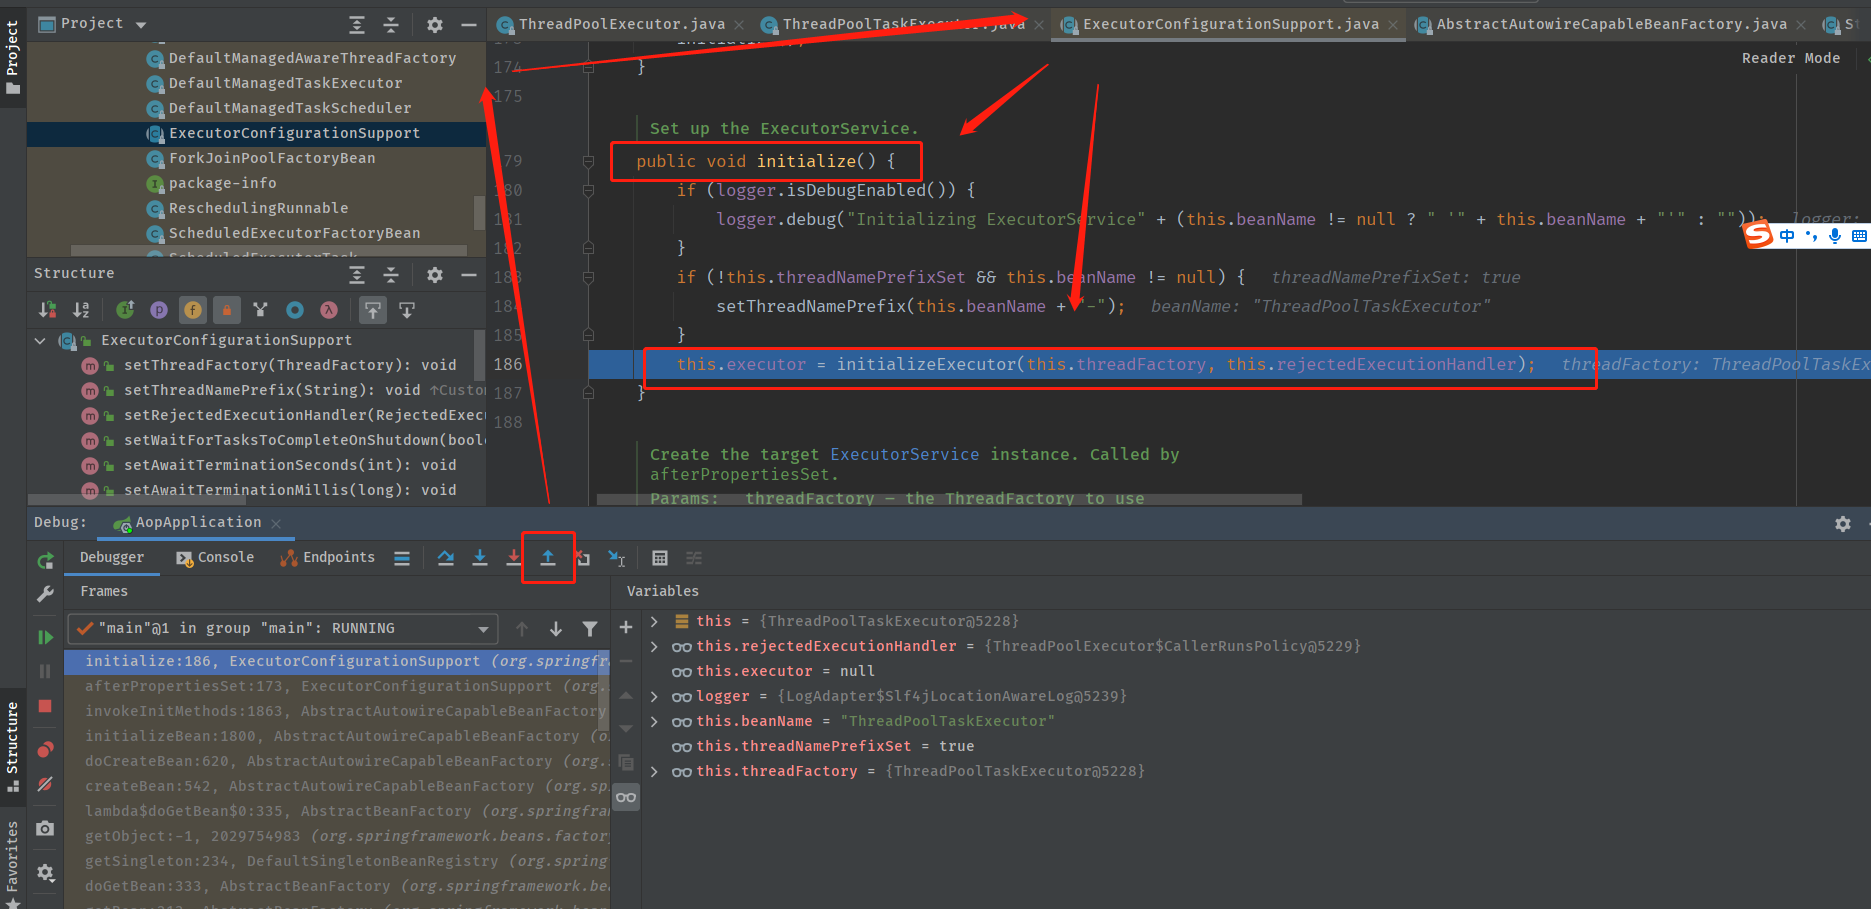 Project
Project
ThreadPoolExecutor.java
ThreadPoolTaskExecutor.java
ExecutorConfigurationSupport.java
AbstractAutowireCapableBeanFactory.java
Reader Mode
DefaultManagedAwareThreadFactory
DefaultManagedTaskExecutor
DefaultManagedTaskScheduler
ExecutorConfigurationSupport
ForkJoinPoolFactoryBean
package-info
ReschedulingRunnable
ScheduledExecutorFactoryBean
174 }
175
Set up the ExecutorService.
179 public void initialize() {
180 if (logger.isDebugEnabled()) {
181 logger.debug("Initializing ExecutorService" + (this.beanName != null ? " '" + this.beanName + "'" : "")); logger:
182 }
183 if (!this.threadNamePrefixSet && this.beanName != null) { threadNamePrefixSet: true
184 setThreadNamePrefix(this.beanName + "-"); beanName: "ThreadPoolTaskExecutor"
185 }
186 this.executor = initializeExecutor(this.threadFactory, this.rejectedExecutionHandler); threadFactory: ThreadPoolTaskEx
187 }
188
Create the target ExecutorService instance. Called by
afterPropertiesSet.
Params: threadFactory – the ThreadFactory to use
中
Structure
ExecutorConfigurationSupport
setThreadFactory(ThreadFactory): void
setThreadNamePrefix(String): void ↑Custo
setRejectedExecutionHandler(RejectedExec
setWaitForTasksToCompleteOnShutdown(bool
setAwaitTerminationSeconds(int): void
setAwaitTerminationMillis(long): void
Debug:
AopApplication
Debugger
Console
Endpoints
Frames
Variables
"main"@1 in group "main": RUNNING
initialize:186, ExecutorConfigurationSupport (org.springfr
afterPropertiesSet:173, ExecutorConfigurationSupport (org.
invokeInitMethods:1863, AbstractAutowireCapableBeanFactory
initializeBean:1800, AbstractAutowireCapableBeanFactory (o
doCreateBean:620, AbstractAutowireCapableBeanFactory (org.
createBean:542, AbstractAutowireCapableBeanFactory (org.s
lambda$doGetBean$0:335, AbstractBeanFactory (org.springfra
getObject:-1, 2029754983 (org.springframework.beans.factor
getSingleton:234, DefaultSingletonBeanRegistry (org.spring
doGetBean:333, AbstractBeanFactory (org.springframework.be
this = {ThreadPoolTaskExecutor@5228}
this.rejectedExecutionHandler = {ThreadPoolExecutor$CallerRunsPolicy@5229}
this.executor = null
logger = {LogAdapter$Slf4jLocationAwareLog@5239}
this.beanName = "ThreadPoolTaskExecutor"
this.threadNamePrefixSet = true
this.threadFactory = {ThreadPoolTaskExecutor@5228}
Structure
Favorites